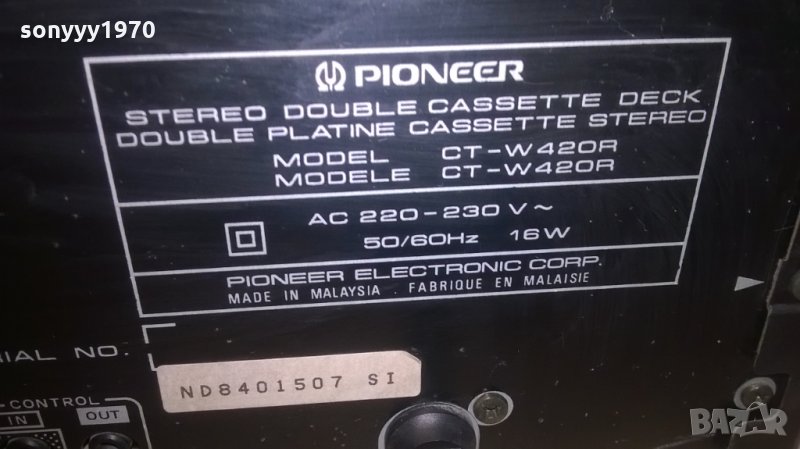 sonyyy1970
PIONEER
STEREO DOUBLE CASSETTE DECK
DOUBLE PLATINE CASSETTE STEREO
MODEL CT-W420R
MODELE CT-W420R
AC 220-230 V ~
50/60Hz 16W
PIONEER ELECTRONIC CORP.
MADE IN MALAYSIA . FABRIQUE EN MALAISIE
NO.
ND8401507 SI
CONTROL
IN OUT
BAZAR